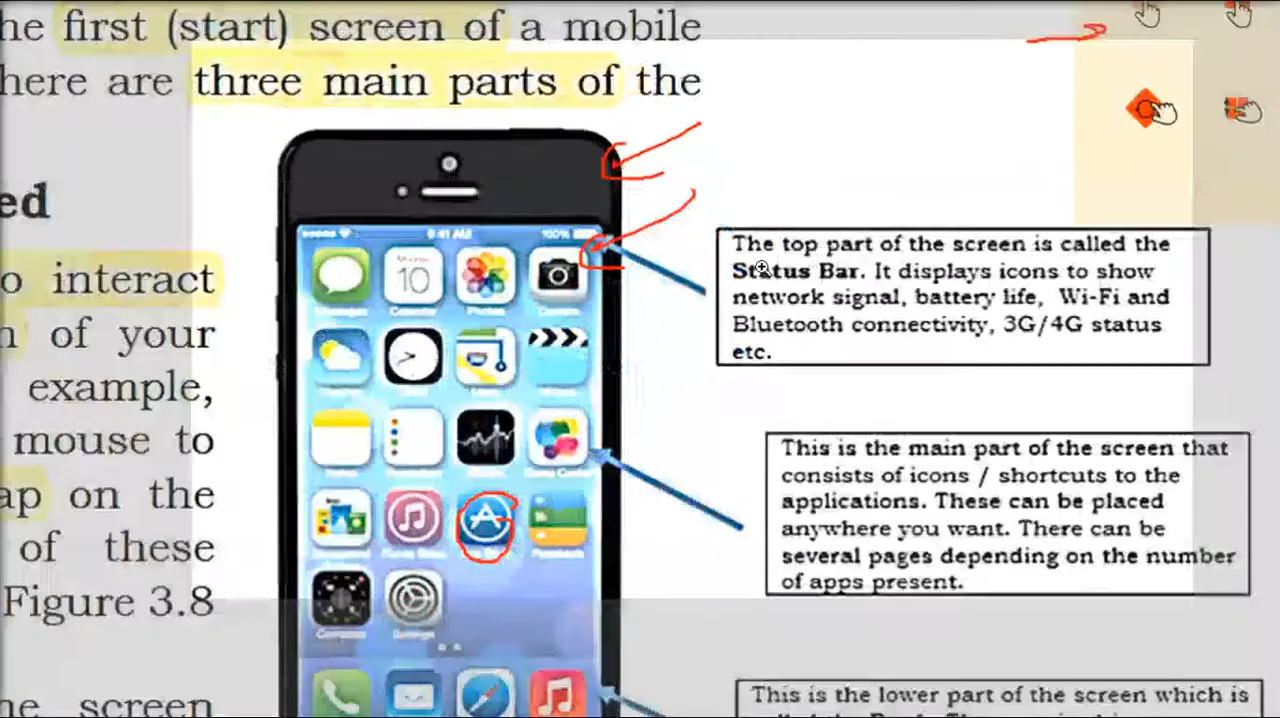 he first (start) screen of a mobile
here are three main parts of the
ed
o interact
n of your
example,
mouse to
ap on the
of these
Figure 3.8
he screen
9:41 AM
100%
10
The top part of the screen is called the
Status Bar. It displays icons to show
network signal, battery life, Wi-Fi and
Bluetooth connectivity, 3G/4G status
etc.
This is the main part of the screen that
consists of icons / shortcuts to the
applications. These can be placed
anywhere you want. There can be
several pages depending on the number
of apps present.
This is the lower part of the screen which is